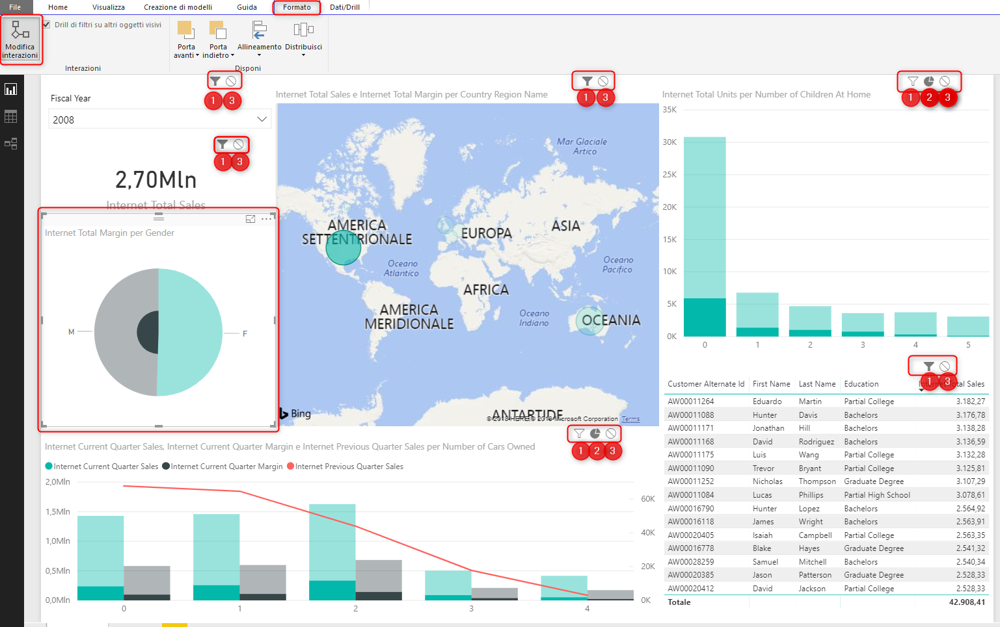 File Home Visualizza Creazione di modelli Guida Formato Dati/Drill
Modifica interazioni
Drill di filtri su altri oggetti visivi
Porta avanti
Porta indietro
Allineamento
Distribuisci
Interazioni
Disponi
1 3
1 3
1 2 3
Fiscal Year
2008
1 3
2,70Mln
Internet Total Sales
Internet Total Margin per Gender
M
F
Internet Total Sales e Internet Total Margin per Country Region Name
Mar Glaciale Artico
AMERICA SETTENTRIONALE
EUROPA
ASIA
Oceano Atlantico
Oceano Pacifico
AFRICA
AMERICA MERIDIONALE
Oceano Indiano
OCEANIA
ANTARTIDE
Bing
© 2018 HERE, © 2018 Microsoft Corporation Terms
Internet Total Units per Number of Children At Home
35K
30K
25K
20K
15K
10K
5K
0K
0 1 2 3 4 5
1 3
Customer Alternate Id First Name Last Name Education Internet Total Sales
AW00011264 Eduardo Martin Partial College 3.182,27
AW00011088 Hunter Davis Bachelors 3.176,78
AW00011171 Jonathan Hill Bachelors 3.138,28
AW00011168 David Rodriguez Bachelors 3.136,59
AW00011175 Luis Wang Partial College 3.132,28
AW00011090 Trevor Bryant Partial College 3.125,81
AW00011252 Nicholas Thompson Graduate Degree 3.107,29
AW00011084 Lucas Phillips Partial High School 3.078,61
AW00016790 Hunter Lopez Bachelors 2.564,92
AW00016118 James Wright Bachelors 2.563,91
AW00020405 Isaiah Campbell Partial College 2.563,35
AW00016778 Blake Hayes Graduate Degree 2.541,32
AW00028259 Samuel Mitchell Bachelors 2.540,34
AW00020385 Jason Patterson Graduate Degree 2.528,33
AW00020412 David Jackson Partial College 2.528,33
Totale 42.908,41
1 2 3
Internet Current Quarter Sales, Internet Current Quarter Margin e Internet Previous Quarter Sales per Number of Cars Owned
Internet Current Quarter Sales Internet Current Quarter Margin Internet Previous Quarter Sales
2,0Mln
1,5Mln
1,0Mln
0,5Mln
0,0Mln
60K
40K
20K
0K
0 1 2 3 4